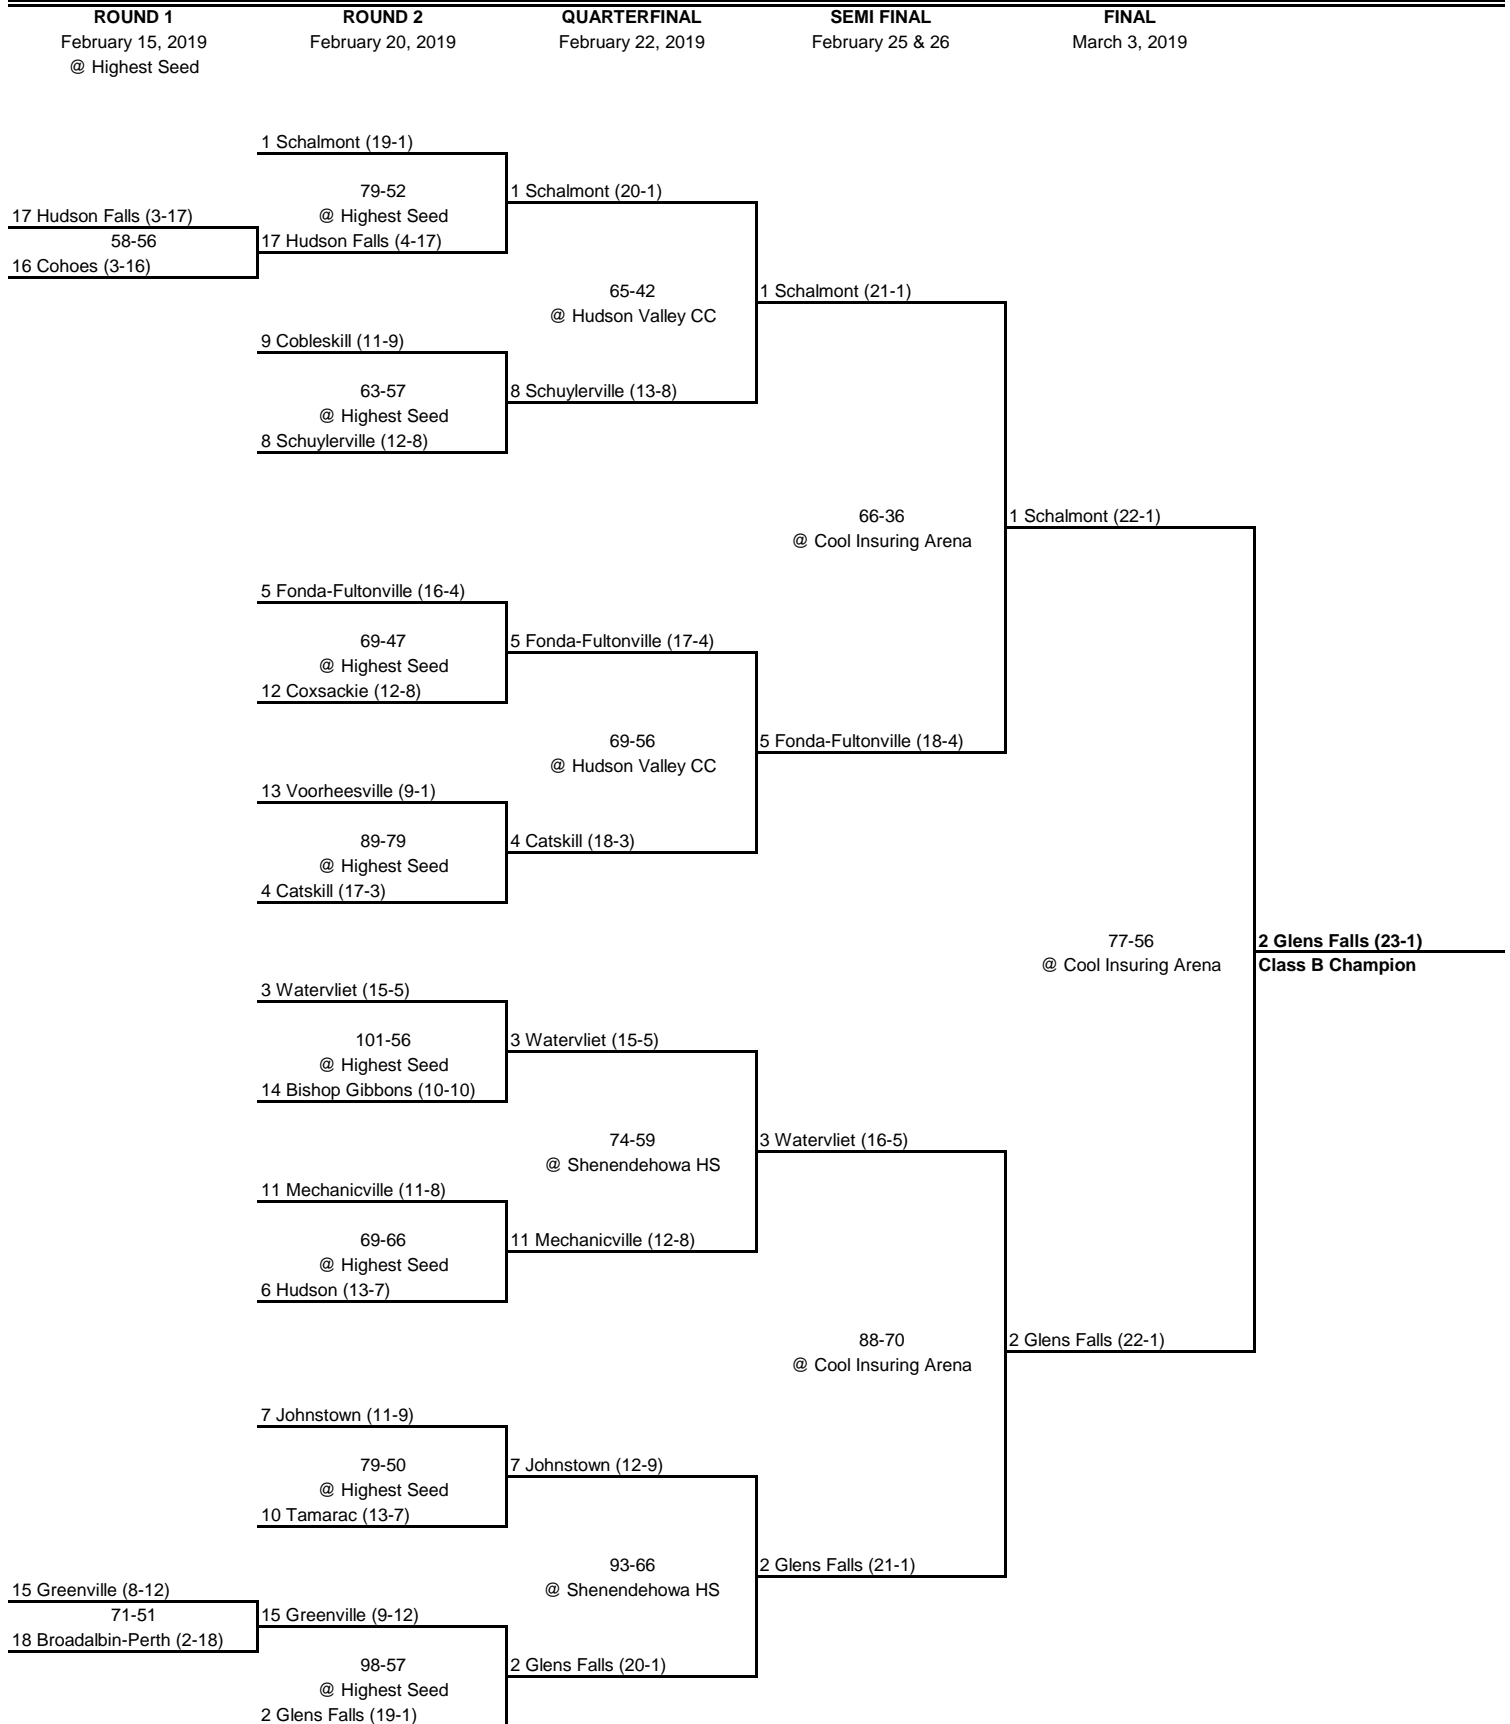 ROUND 1 ROUND 2 QUARTERFINAL SEMI FINAL FINAL
February 15, 2019 February 20, 2019 February 22, 2019 February 25 & 26 March 3, 2019
@ Highest Seed
1 Schalmont (19-1)
79-52 1 Schalmont (20-1)
17 Hudson Falls (3-17) @ Highest Seed
58-56 17 Hudson Falls (4-17)
16 Cohoes (3-16)
65-42 1 Schalmont (21-1)
@ Hudson Valley CC
9 Cobleskill (11-9)
63-57 8 Schuylerville (13-8)
@ Highest Seed
8 Schuylerville (12-8)
66-36 1 Schalmont (22-1)
@ Cool Insuring Arena
5 Fonda-Fultonville (16-4)
69-47 5 Fonda-Fultonville (17-4)
@ Highest Seed
12 Coxsackie (12-8)
69-56 5 Fonda-Fultonville (18-4)
@ Hudson Valley CC
13 Voorheesville (9-1)
89-79 4 Catskill (18-3)
@ Highest Seed
4 Catskill (17-3)
77-56 2 Glens Falls (23-1)
@ Cool Insuring Arena Class B Champion
3 Watervliet (15-5)
101-56 3 Watervliet (15-5)
@ Highest Seed
14 Bishop Gibbons (10-10)
74-59 3 Watervliet (16-5)
@ Shenendehowa HS
11 Mechanicville (11-8)
69-66 11 Mechanicville (12-8)
@ Highest Seed
6 Hudson (13-7)
88-70 2 Glens Falls (22-1)
@ Cool Insuring Arena
7 Johnstown (11-9)
79-50 7 Johnstown (12-9)
@ Highest Seed
10 Tamarac (13-7)
93-66 2 Glens Falls (21-1)
15 Greenville (8-12) @ Shenendehowa HS
71-51 15 Greenville (9-12)
18 Broadalbin-Perth (2-18)
98-57 2 Glens Falls (20-1)
@ Highest Seed
2 Glens Falls (19-1)